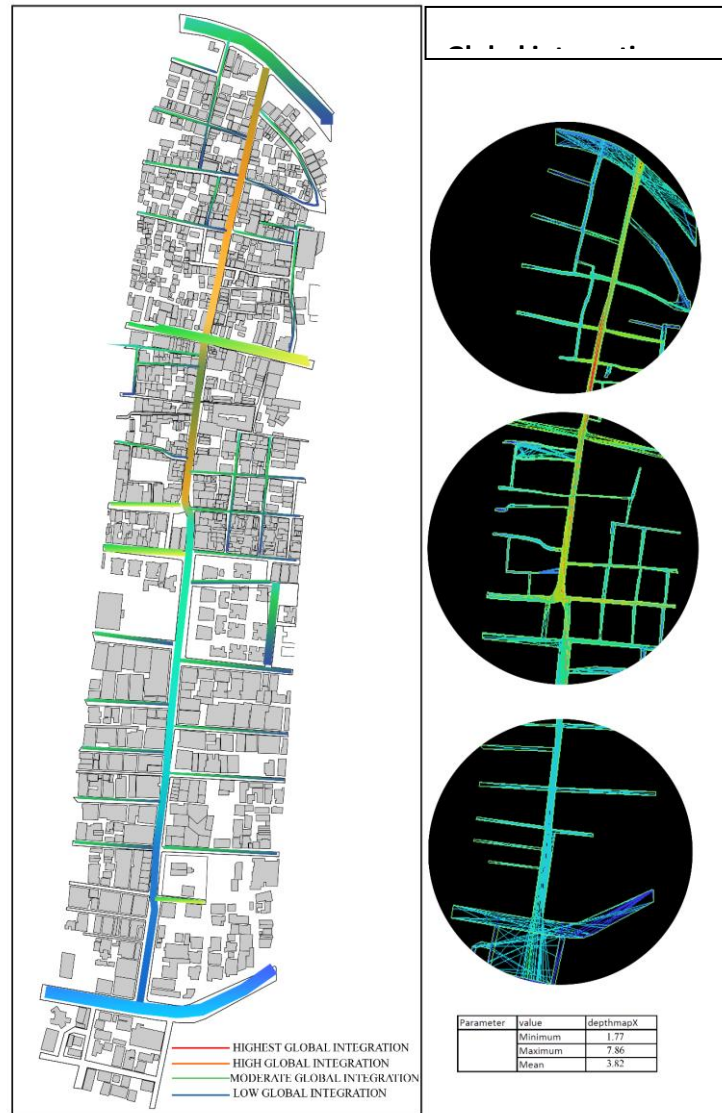 HIGHEST GLOBAL INTEGRATION
HIGH GLOBAL INTEGRATION
MODERATE GLOBAL INTEGRATION
LOW GLOBAL INTEGRATION
Parameter value depthmapX
Minimum 1.77
Maximum 7.86
Mean 3.82